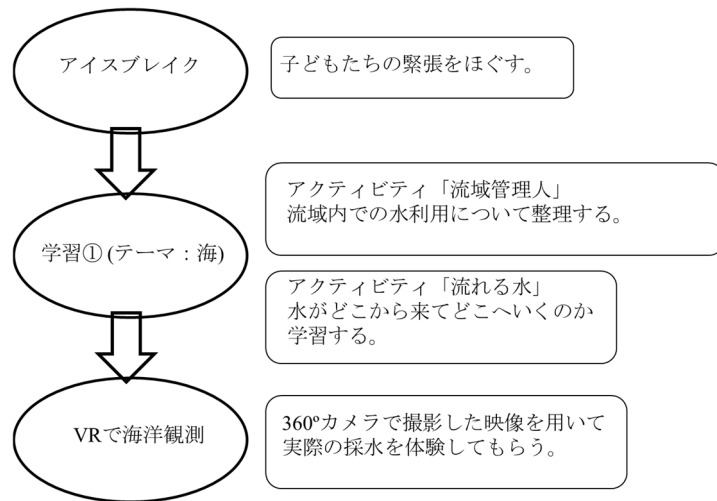 アイスブレイク
子どもたちの緊張をほぐす。
アクティビティ「流域管理人」
流域内での水利用について整理する。
学習① (テーマ：海)
アクティビティ「流れる水」
水がどこから来てどこへいくのか
学習する。
VRで海洋観測
360ºカメラで撮影した映像を用いて
実際の採水を体験してもらう。